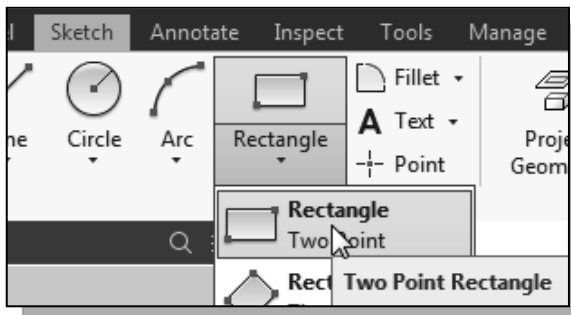 Sketch Annotate Inspect Tools Manage
Circle Arc Rectangle
Fillet
A Text
Point
Rectangle
Two Point
Two Point Rectangle